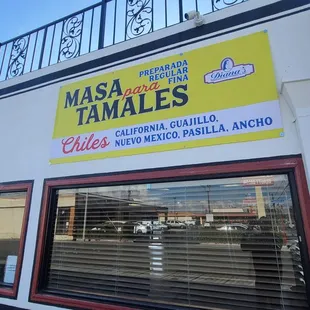 MASA para TAMALES
PREPARADA
REGULAR
FINA
Diana's
Chiles CALIFORNIA, GUAJILLO,
NUEVO MEXICO, PASILLA, ANCHO